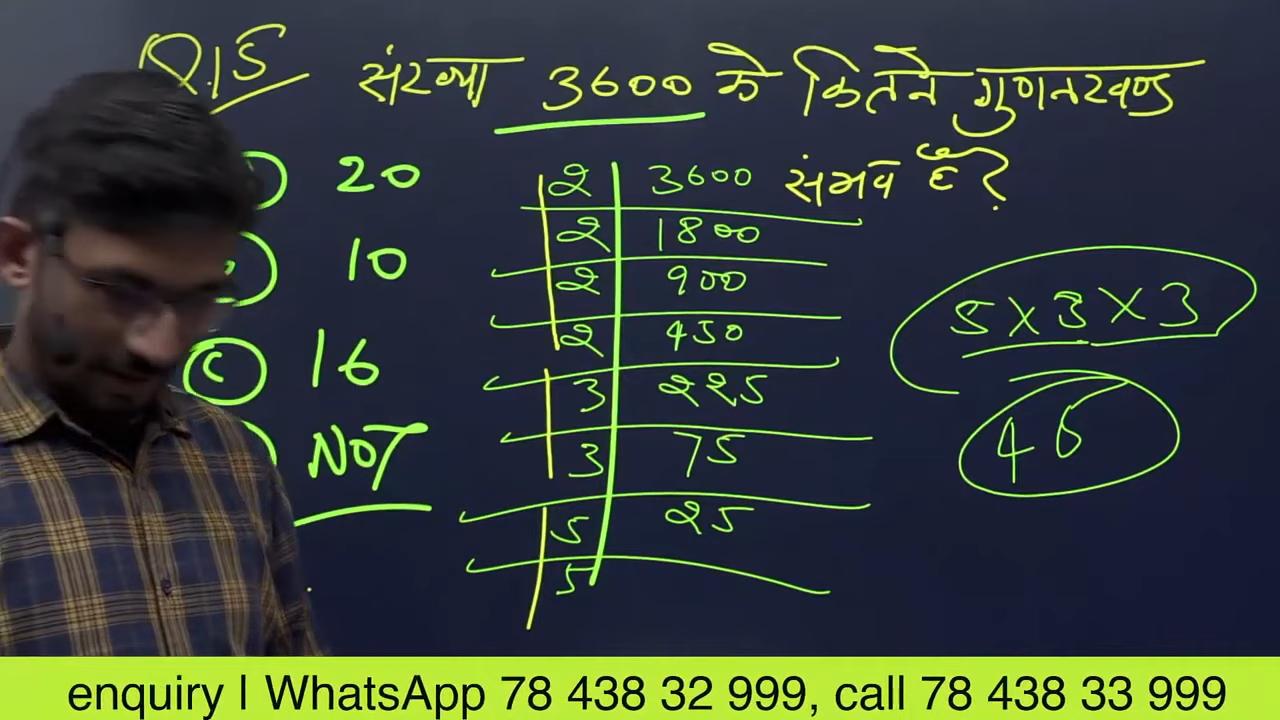 Q.15 संख्या 3600 के कितने गुणनखण्ड
संभव है?
20
10
C 16
NOT
2 3600
2 1800
2 900
2 450
3 225
3 75
5 25
5
5 X 3 X 3
46
enquiry I WhatsApp 78 438 32 999, call 78 438 33 999